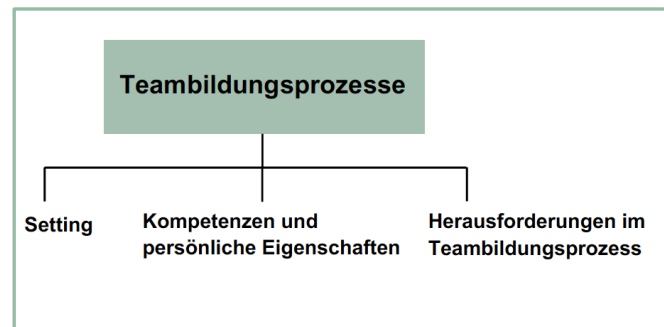 Teambildungsprozesse
Setting
Kompetenzen und
persönliche Eigenschaften
Herausforderungen im
Teambildungsprozess